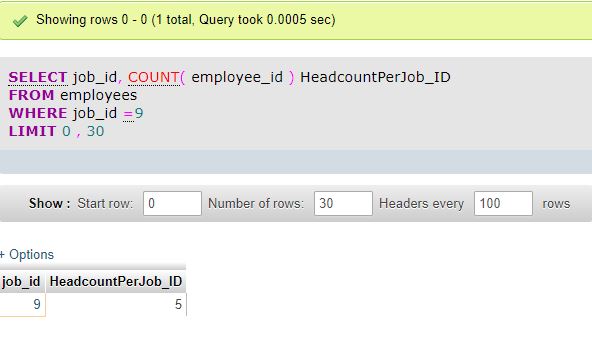 Showing rows 0 - 0 (1 total, Query took 0.0005 sec)
SELECT job_id, COUNT( employee_id ) HeadcountPerJob_ID
FROM employees
WHERE job_id =9
LIMIT 0 , 30
Show : Start row: 0 Number of rows: 30 Headers every 100 rows
+ Options
job_id HeadcountPerJob_ID
9 5